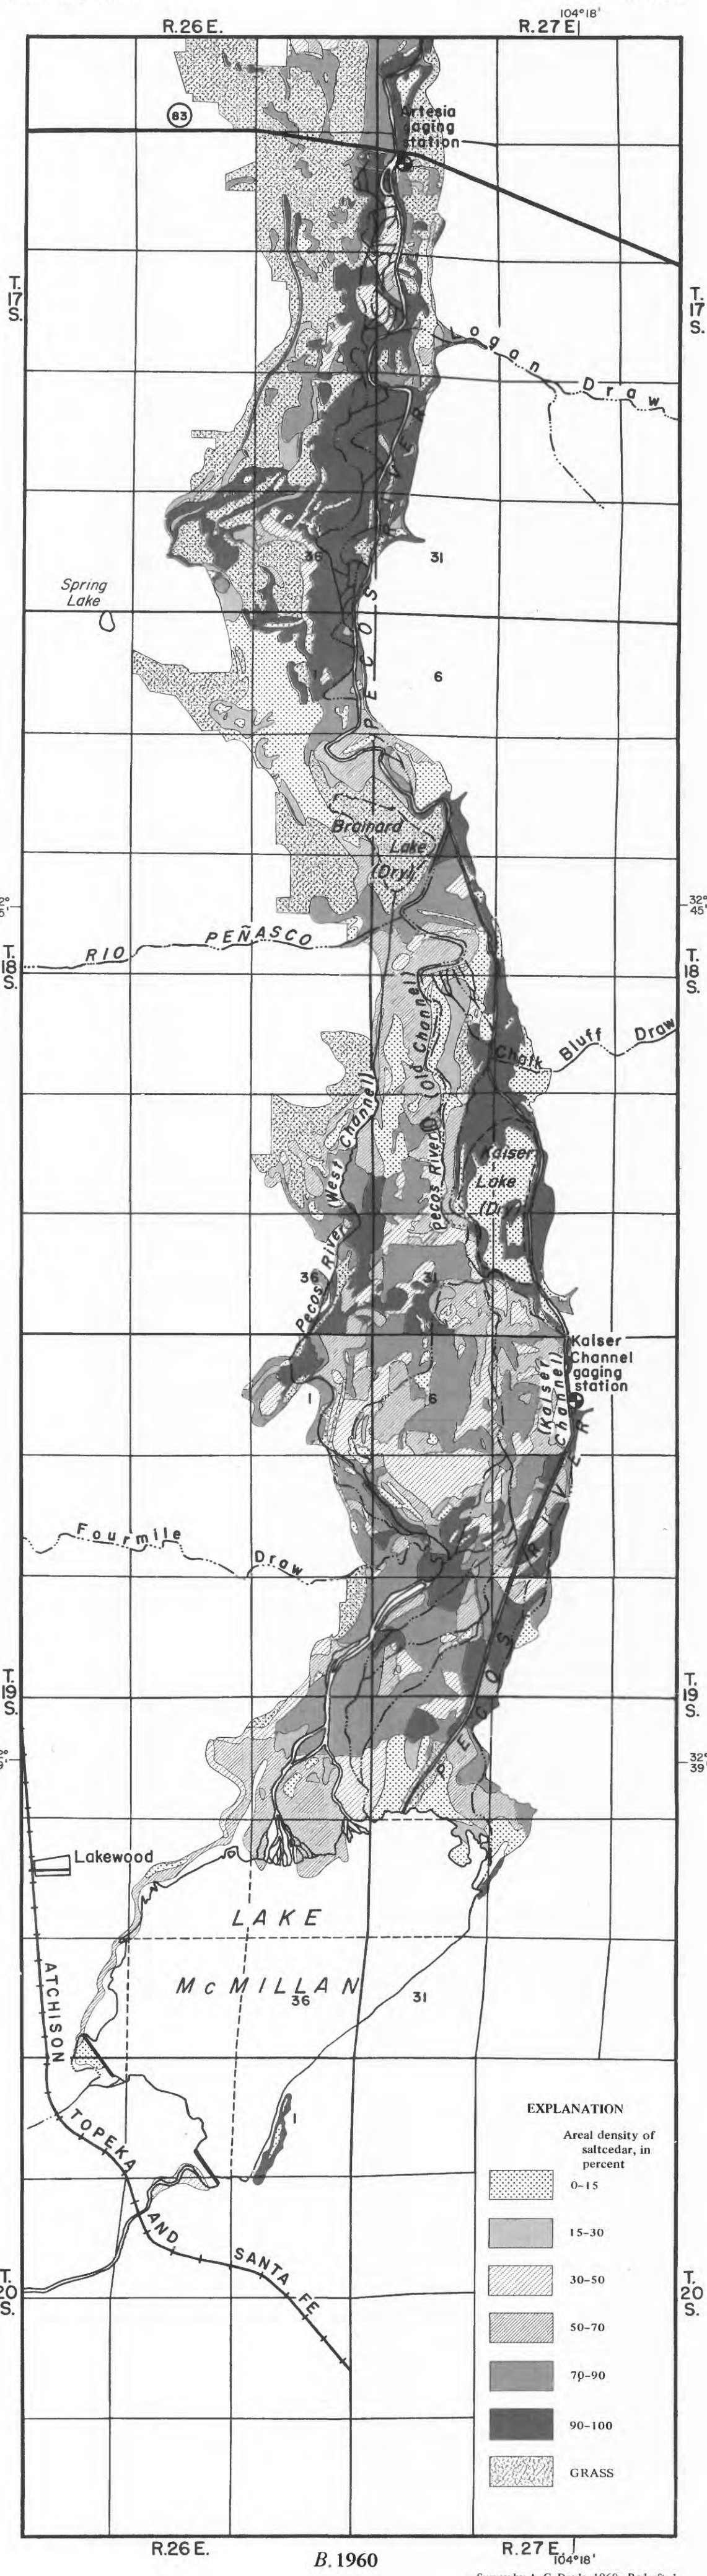 104°18'
R.26 E.
R.27 E
83
Artesia
gaging
station
T.
17
S.
T.
17
S.
Logan Draw
36
31
Spring
Lake
1
6
PECOS RIVER
Brainard
Lake
(Dry)
32°
45'
RIO PEÑASCO
T.
18
S.
T.
18
S.
Pecos River (Old Channel)
Chalk Bluff Draw
Pecos River (West Channel)
Kaiser
Lake
(Dry)
36
31
Kaiser
Channel
gaging
station
(Kaiser
Channel)
1
6
Fourmile Draw
PECOS RIVER
T.
19
S.
T.
19
S.
32°
39'
Lakewood
LAKE
McMILLAN
36
31
ATCHISON
TOPEKA
AND
SANTA FE
1
EXPLANATION
Areal density of
saltcedar, in
percent
0-15
15-30
30-50
50-70
70-90
90-100
GRASS
T.
20
S.
T.
20
S.
R.26 E.
R.27 E.
104°18'
B. 1960